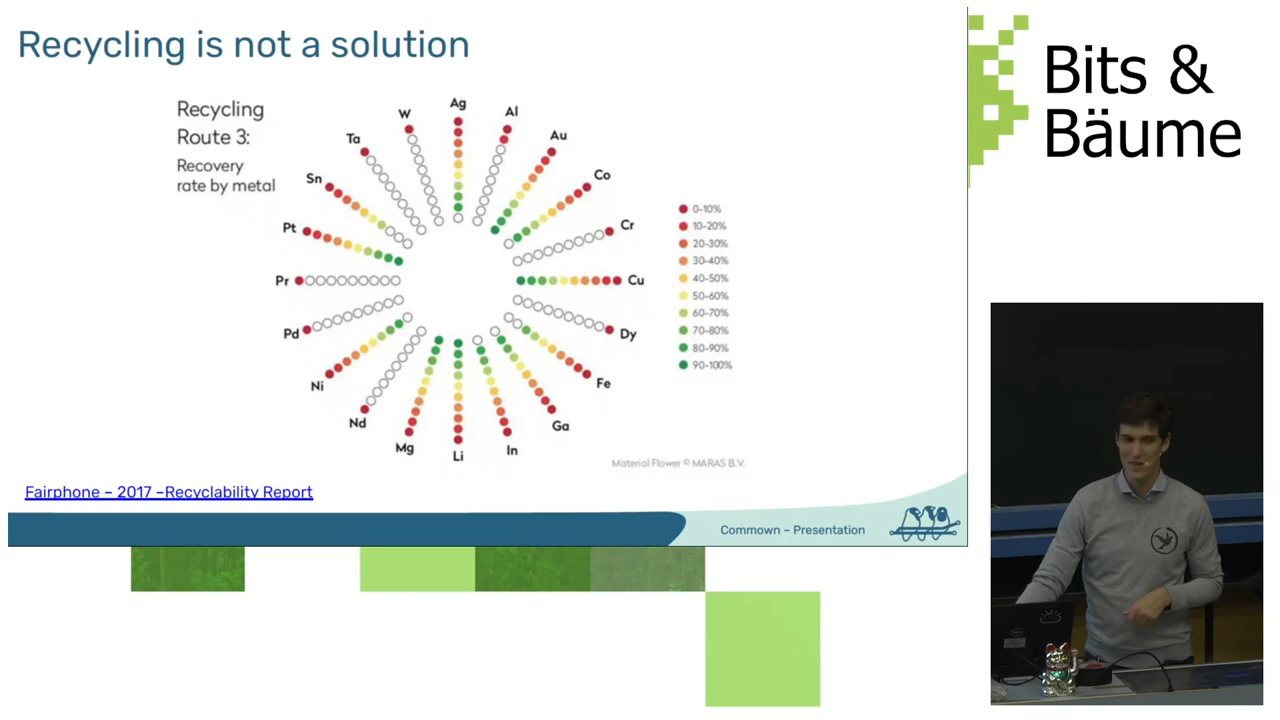 Recycling is not a solution
Bits &
Bäume
Recycling
Route 3:
Recovery
rate by metal
Ag
Al
Au
Co
Cr
Cu
Dy
Fe
Ga
In
Li
Mg
Nd
Ni
Pd
Pr
Pt
Sn
Ta
W
0-10%
10-20%
20-30%
30-40%
40-50%
50-60%
60-70%
70-80%
80-90%
90-100%
Material Flower © MARAS B.V.
Fairphone – 2017 –Recyclability Report
Commown – Presentation